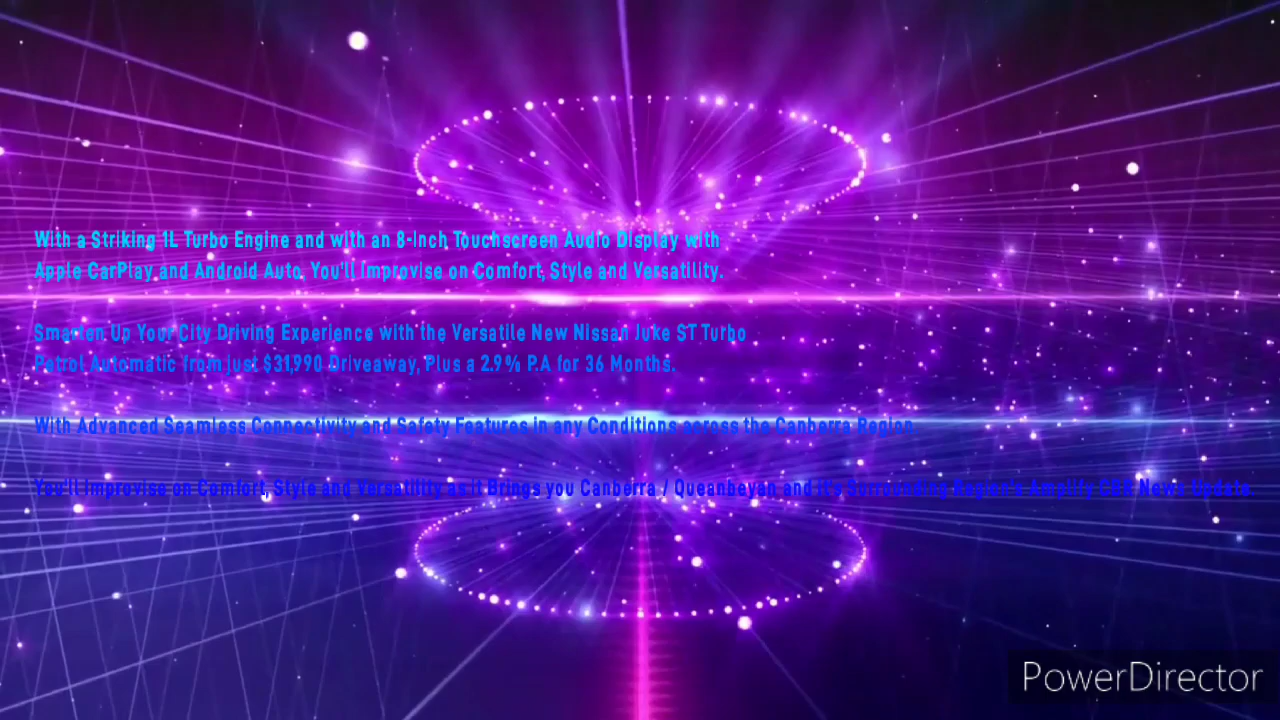 With a Striking 1L Turbo Engine and with an 8-inch Touchscreen Audio Display with
Apple CarPlay and Android Auto. You'll Improvise on Comfort, Style and Versatility.
Smarten Up Your City Driving Experience with the Versatile New Nissan Juke ST Turbo
Petrol Automatic from just $31,990 Driveaway, Plus a 2.9% P.A for 36 Months.
With Advanced Seamless Connectivity and Safety Features in any Conditions across the Canberra Region.
You'll Improvise on Comfort, Style and Versatility as it Brings you Canberra / Queanbeyan and it's Surrounding Region's Amplify CBR News Update.
PowerDirector